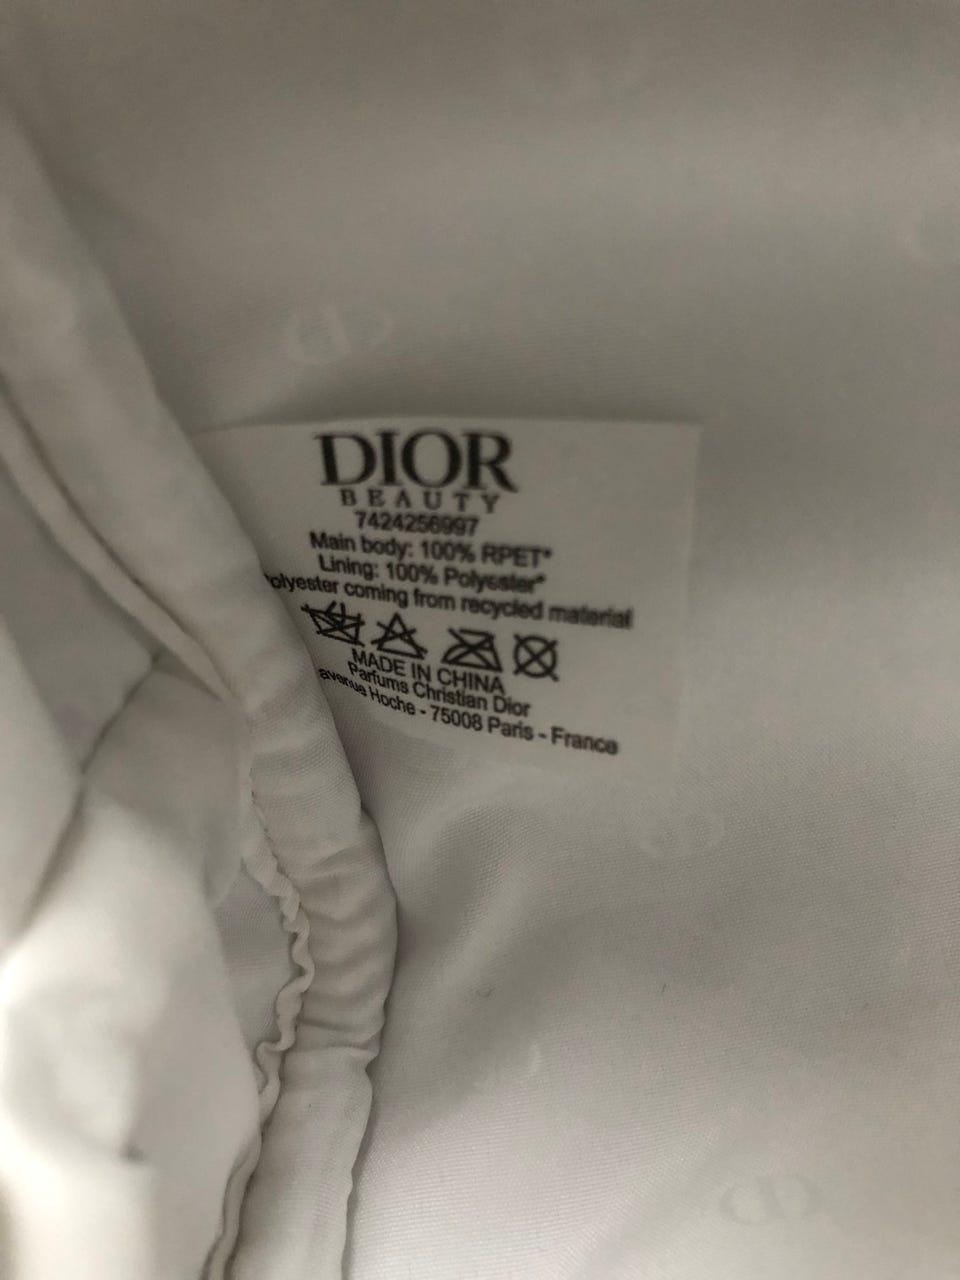 DIOR
BEAUTY
7424256997
Main body: 100% RPET*
Lining: 100% Polyester*
olyester coming from recycled material
MADE IN CHINA
Parfums Christian Dior
avenue Hoche - 75008 Paris - France